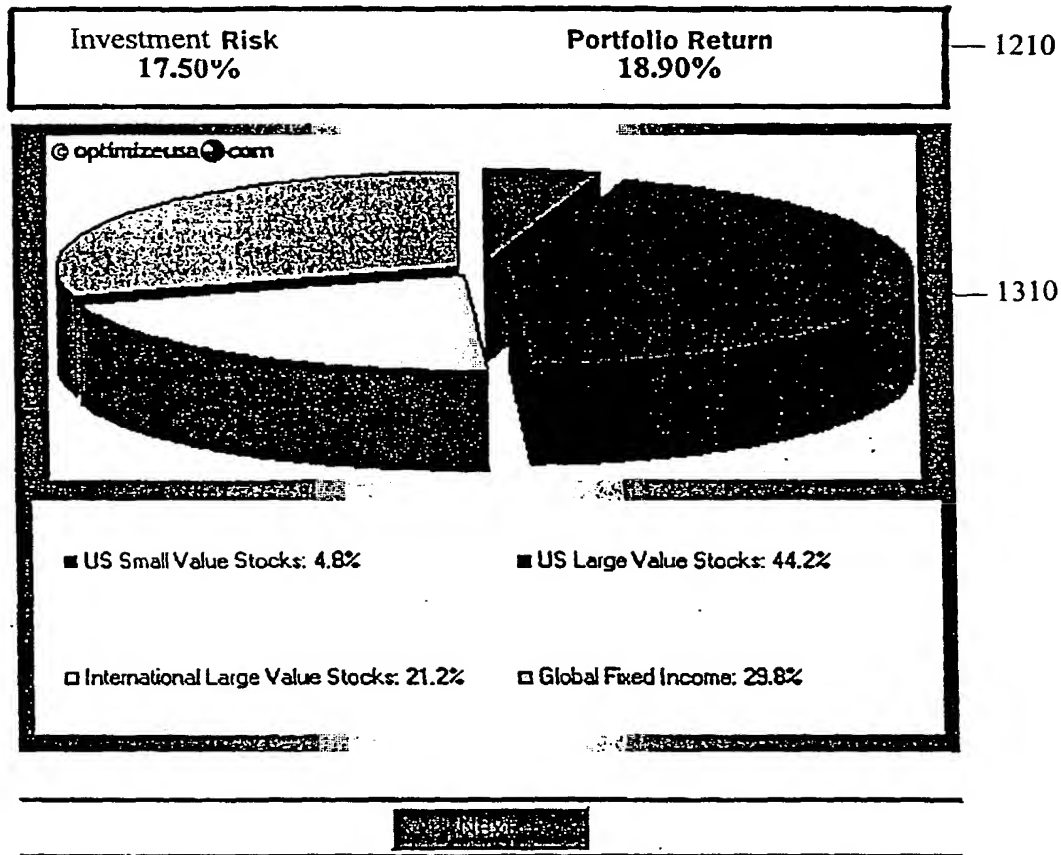 Investment Risk Portfolio Return
17.50% 18.90%
1210
© optimizeusa.com
1310
US Small Value Stocks: 4.8% US Large Value Stocks: 44.2%
International Large Value Stocks: 21.2% Global Fixed Income: 29.8%
Next